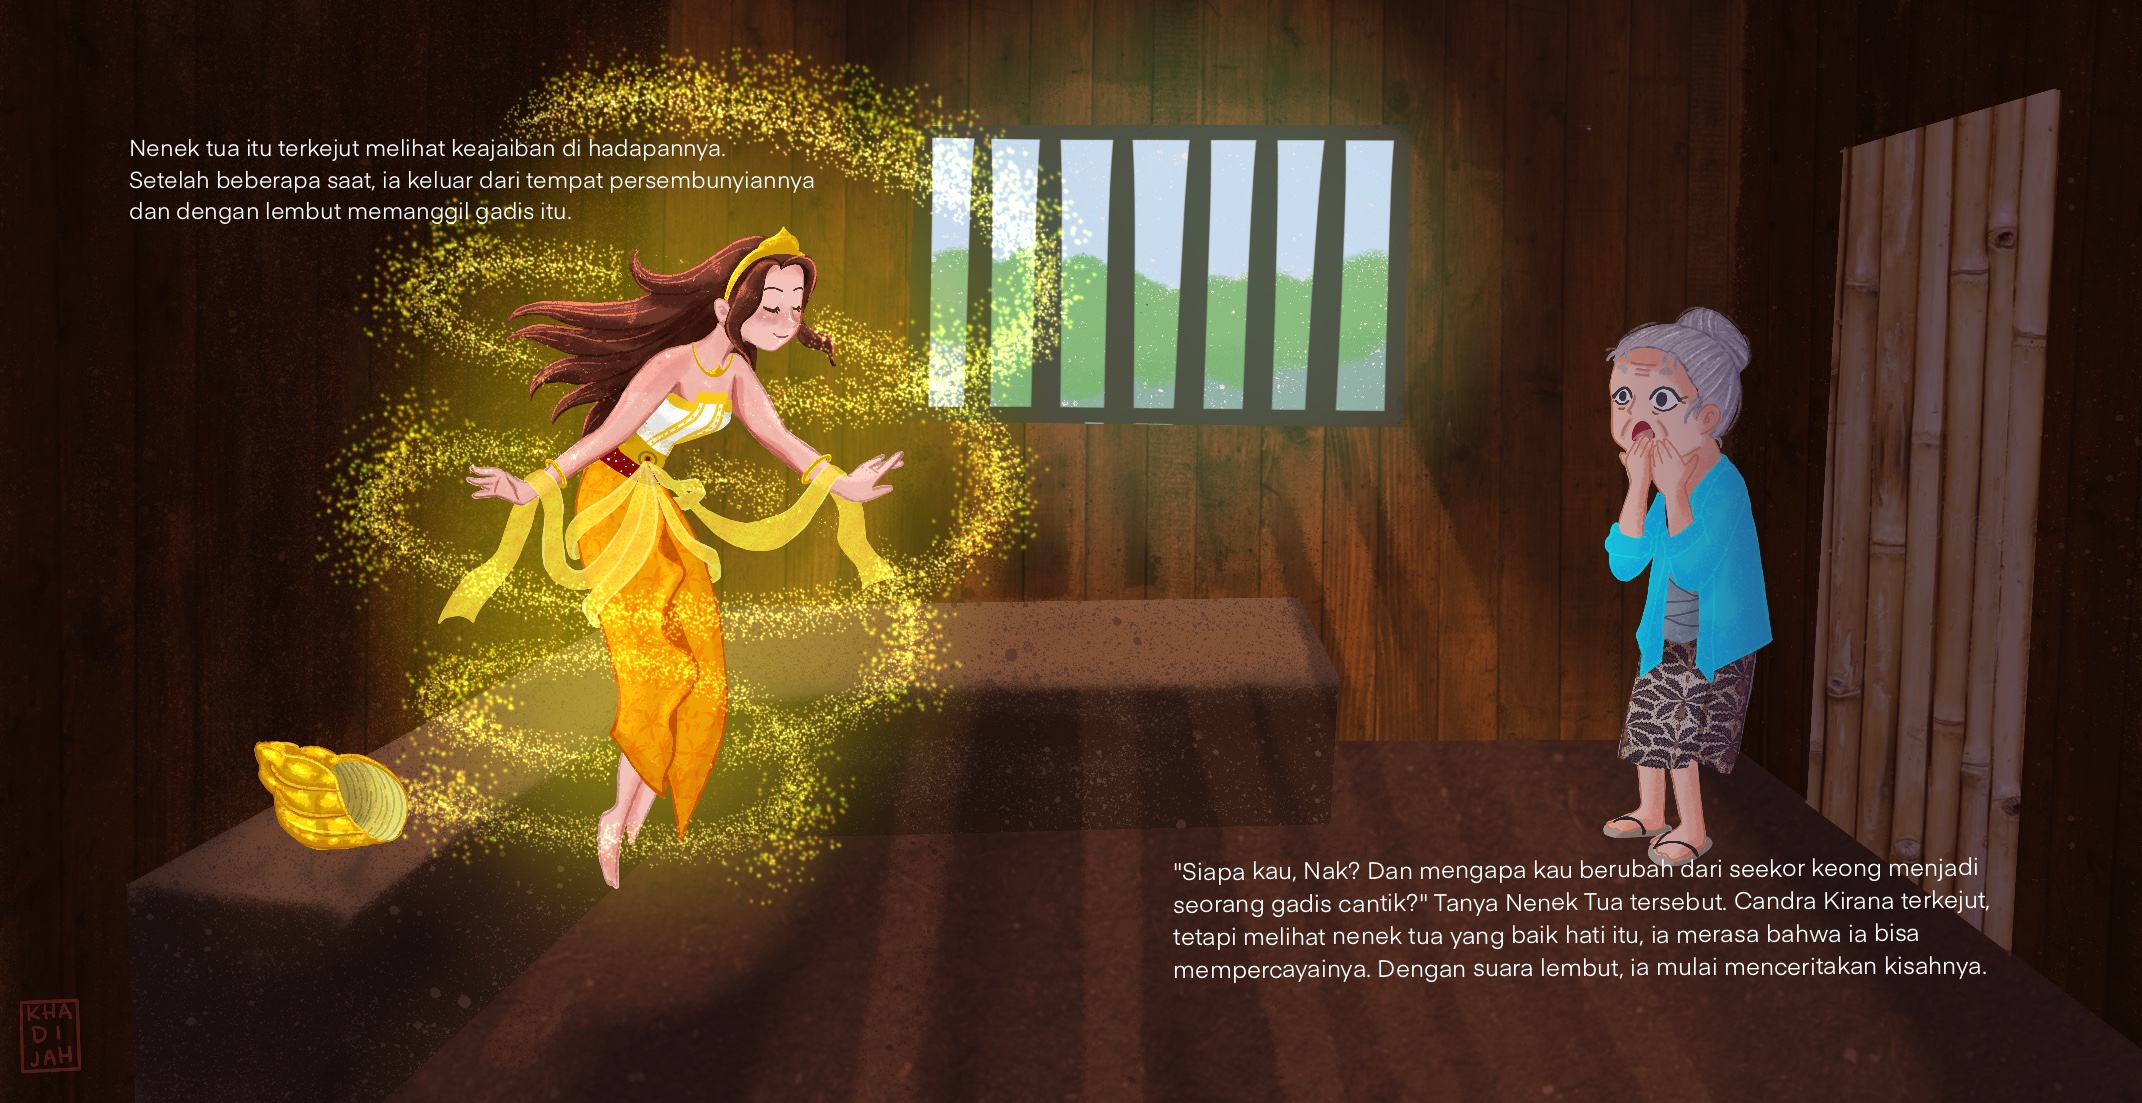 Nenek tua itu terkejut melihat keajaiban di hadapannya.
Setelah beberapa saat, ia keluar dari tempat persembunyiannya
dan dengan lembut memanggil gadis itu.
"Siapa kau, Nak? Dan mengapa kau berubah dari seekor keong menjadi
seorang gadis cantik?" Tanya Nenek Tua tersebut. Candra Kirana terkejut,
tetapi melihat nenek tua yang baik hati itu, ia merasa bahwa ia bisa
mempercayainya. Dengan suara lembut, ia mulai menceritakan kisahnya.
KHA
DI
JAH